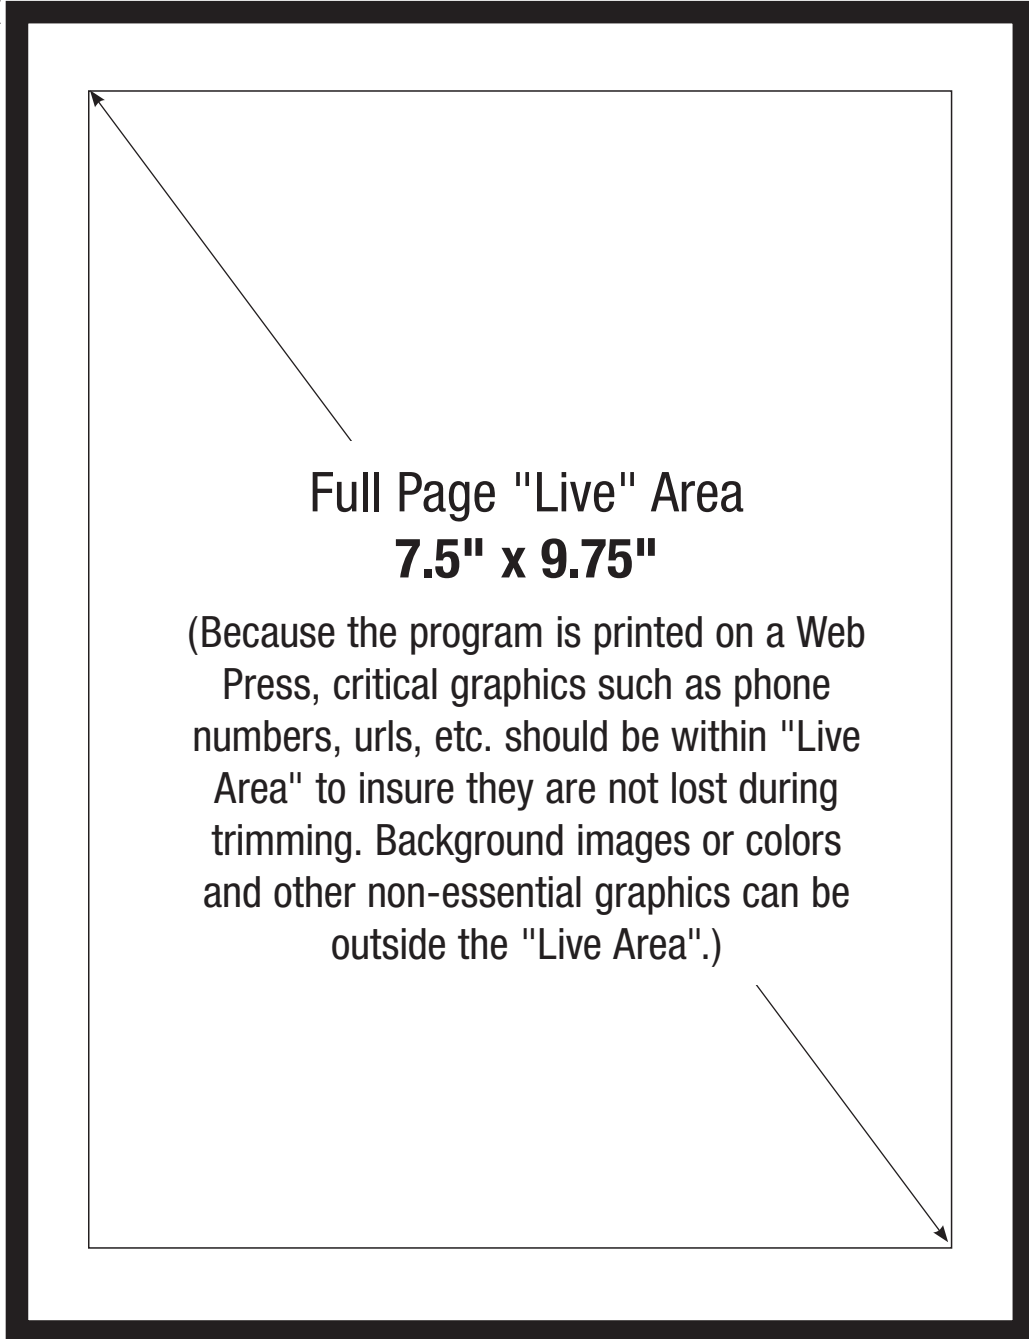 Full Page "Live" Area
7.5" x 9.75"
(Because the program is printed on a Web
Press, critical graphics such as phone
numbers, urls, etc. should be within "Live
Area" to insure they are not lost during
trimming. Background images or colors
and other non-essential graphics can be
outside the "Live Area".)